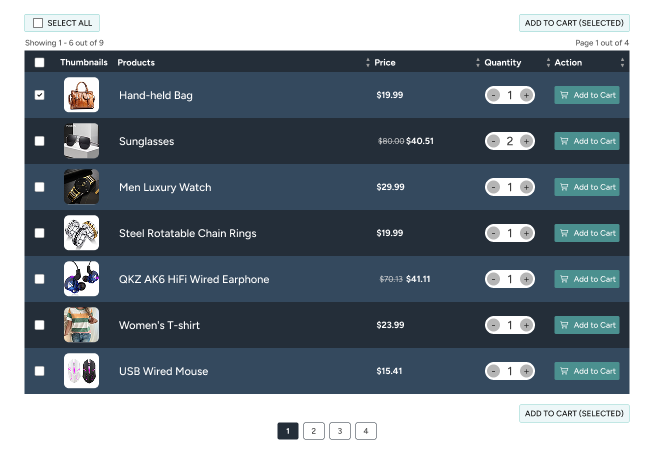 SELECT ALL ADD TO CART (SELECTED)
Showing 1 - 6 out of 9 Page 1 out of 4
Thumbnails Products Price Quantity Action
Hand-held Bag $19.99 - 1 + Add to Cart
Sunglasses $80.00 $40.51 - 2 + Add to Cart
Men Luxury Watch $29.99 - 1 + Add to Cart
Steel Rotatable Chain Rings $19.99 - 1 + Add to Cart
QKZ AK6 HiFi Wired Earphone $70.13 $41.11 - 1 + Add to Cart
Women's T-shirt $23.99 - 1 + Add to Cart
USB Wired Mouse $15.41 - 1 + Add to Cart
ADD TO CART (SELECTED)
1 2 3 4